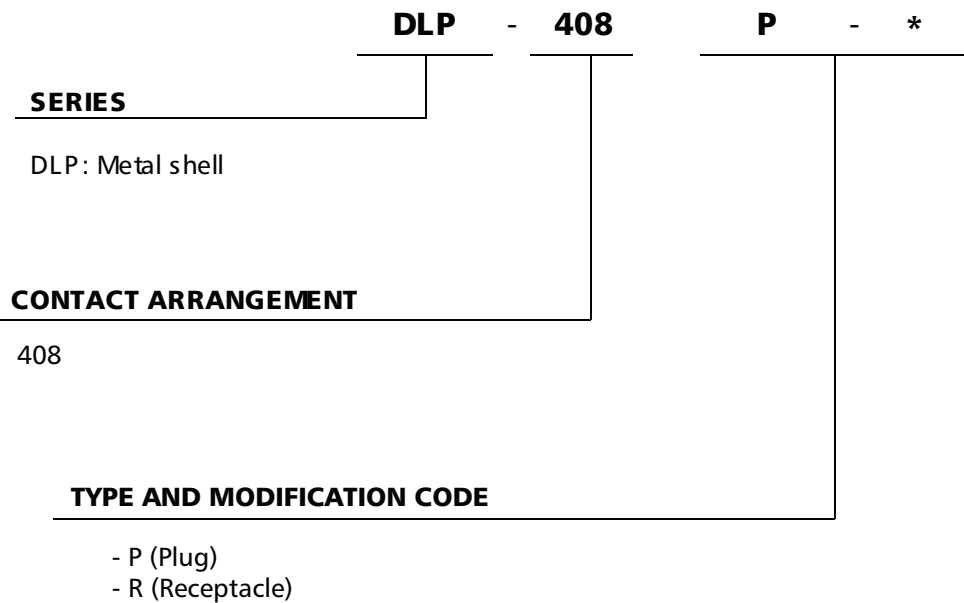 DLP - 408 P - *
SERIES
DLP: Metal shell
CONTACT ARRANGEMENT
408
TYPE AND MODIFICATION CODE
- P (Plug)
- R (Receptacle)